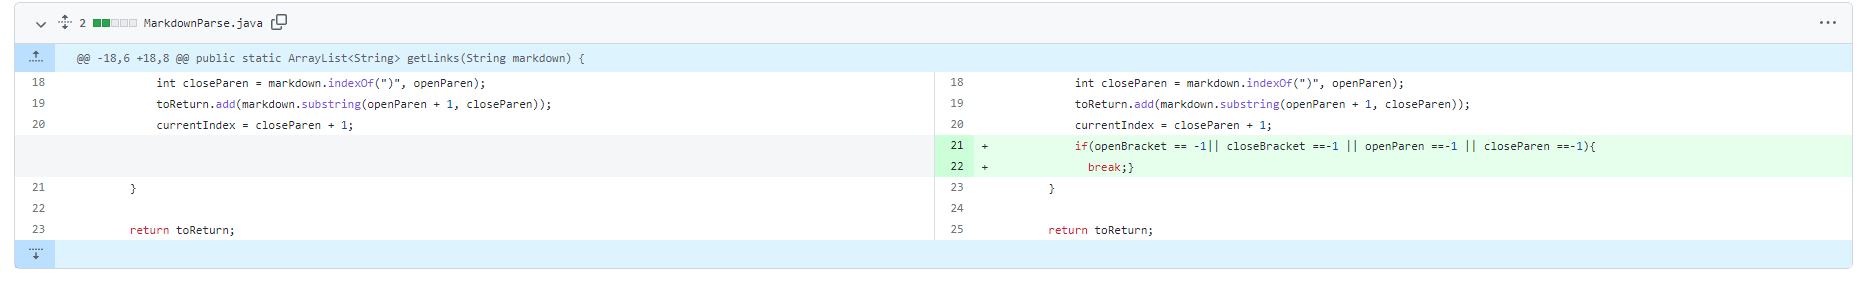 2 MarkdownParse.java
@@ -18,6 +18,8 @@ public static ArrayList<String> getLinks(String markdown) {
18 int closeParen = markdown.indexOf(")", openParen);
19 toReturn.add(markdown.substring(openParen + 1, closeParen));
20 currentIndex = closeParen + 1;
21 }
22
23 return toReturn;
18 int closeParen = markdown.indexOf(")", openParen);
19 toReturn.add(markdown.substring(openParen + 1, closeParen));
20 currentIndex = closeParen + 1;
21 + if(openBracket == -1|| closeBracket ==-1 || openParen ==-1 || closeParen ==-1){
22 + break;}
23 }
24
25 return toReturn;